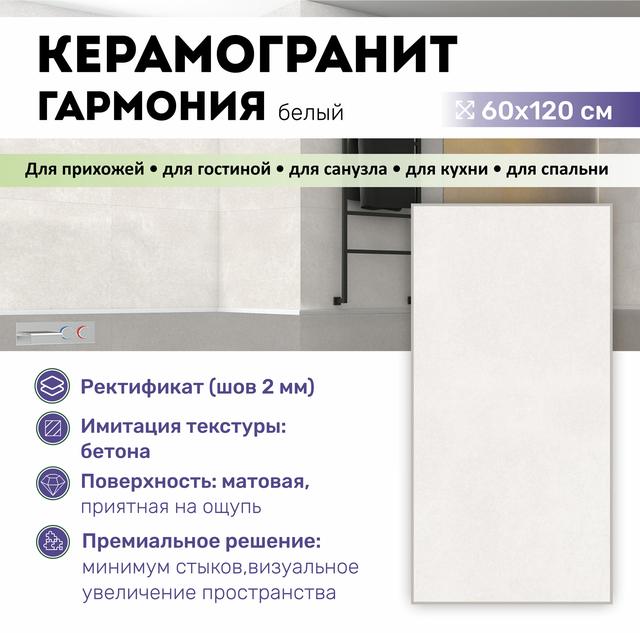 КЕРАМОГРАНИТ
ГАРМОНИЯ белый
60x120 см
Для прихожей • для гостиной • для санузла • для кухни • для спальни
Ректификат (шов 2 мм)
Имитация текстуры:
бетона
Поверхность: матовая,
приятная на ощупь
Премиальное решение:
минимум стыков,визуальное
увеличение пространства